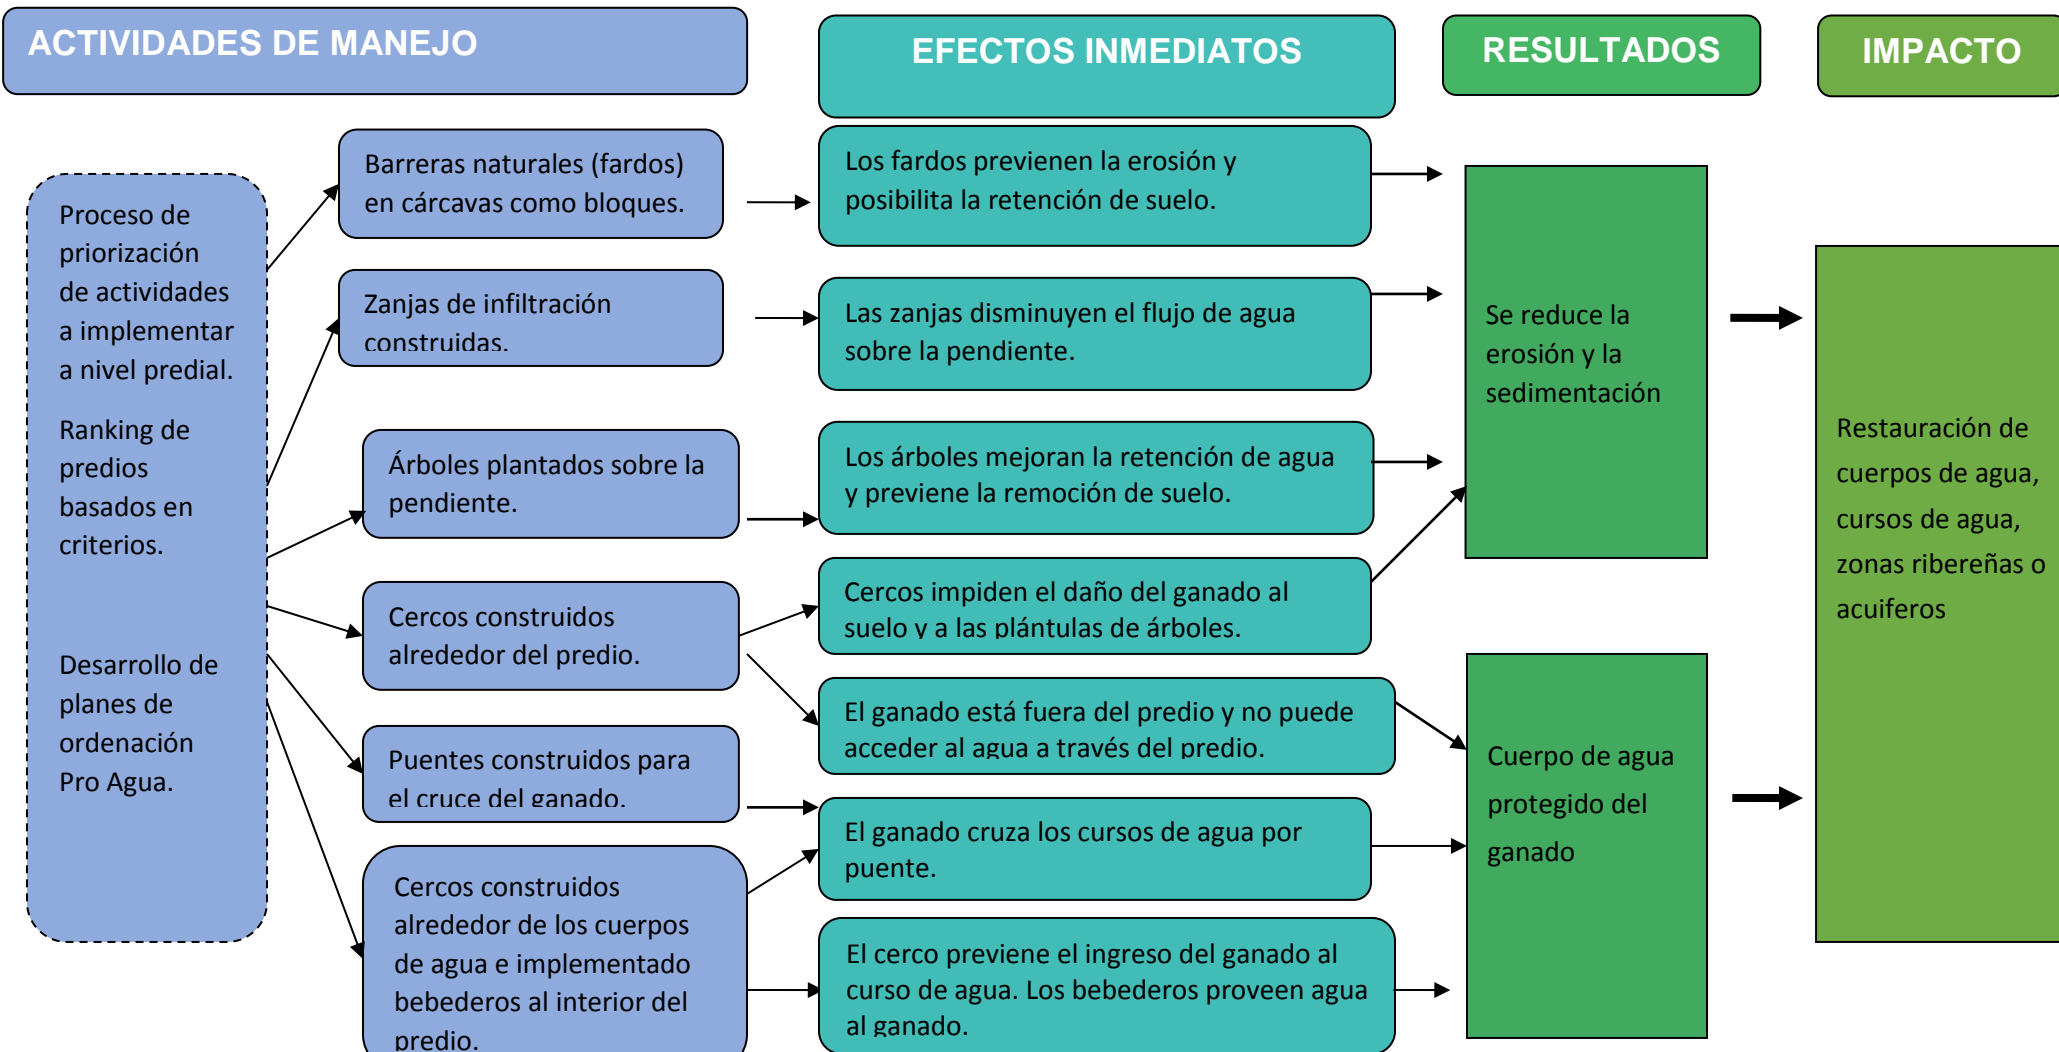 ACTIVIDADES DE MANEJO
EFECTOS INMEDIATOS
RESULTADOS
IMPACTO
Proceso de
priorización
de actividades
a implementar
a nivel predial.
Ranking de
predios
basados en
criterios.
Desarrollo de
planes de
ordenación
Pro Agua.
Barreras naturales (fardos)
en cárcavas como bloques.
Zanjas de infiltración
construidas.
Árboles plantados sobre la
pendiente.
Cercos construidos
alrededor del predio.
Puentes construidos para
el cruce del ganado.
Cercos construidos
alrededor de los cuerpos
de agua e implementado
bebederos al interior del
predio.
Los fardos previenen la erosión y
posibilita la retención de suelo.
Las zanjas disminuyen el flujo de agua
sobre la pendiente.
Los árboles mejoran la retención de agua
y previene la remoción de suelo.
Cercos impiden el daño del ganado al
suelo y a las plántulas de árboles.
El ganado está fuera del predio y no puede
acceder al agua a través del predio.
El ganado cruza los cursos de agua por
puente.
El cerco previene el ingreso del ganado al
curso de agua. Los bebederos proveen agua
al ganado.
Se reduce la
erosión y la
sedimentación
Cuerpo de agua
protegido del
ganado
Restauración de
cuerpos de agua,
cursos de agua,
zonas ribereñas o
acuiferos